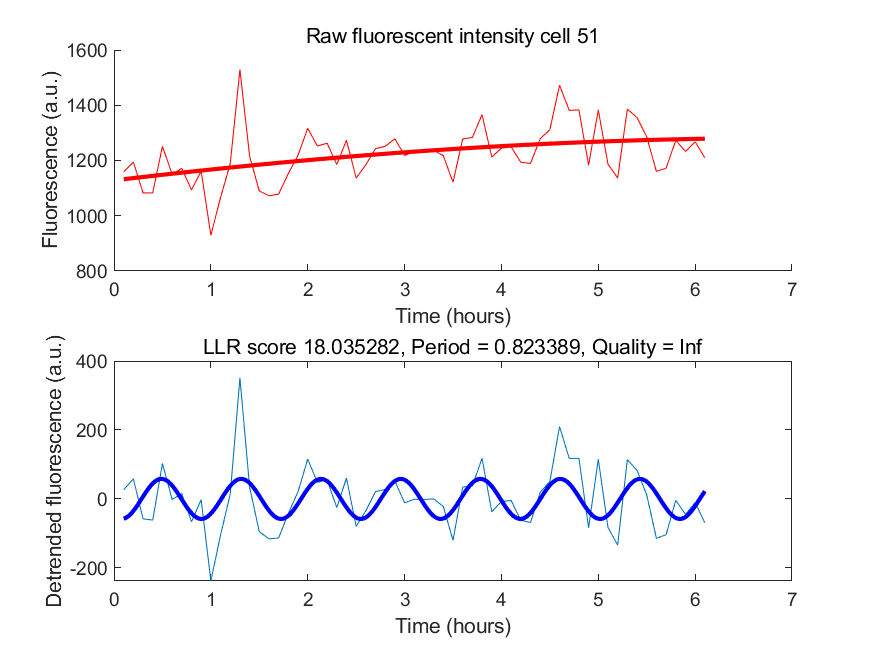 Raw fluorescent intensity cell 51
1600
1400
1200
1000
800
Fluorescence (a.u.)
0 1 2 3 4 5 6 7
Time (hours)
LLR score 18.035282, Period = 0.823389, Quality = Inf
400
200
0
-200
Detrended fluorescence (a.u.)
0 1 2 3 4 5 6 7
Time (hours)